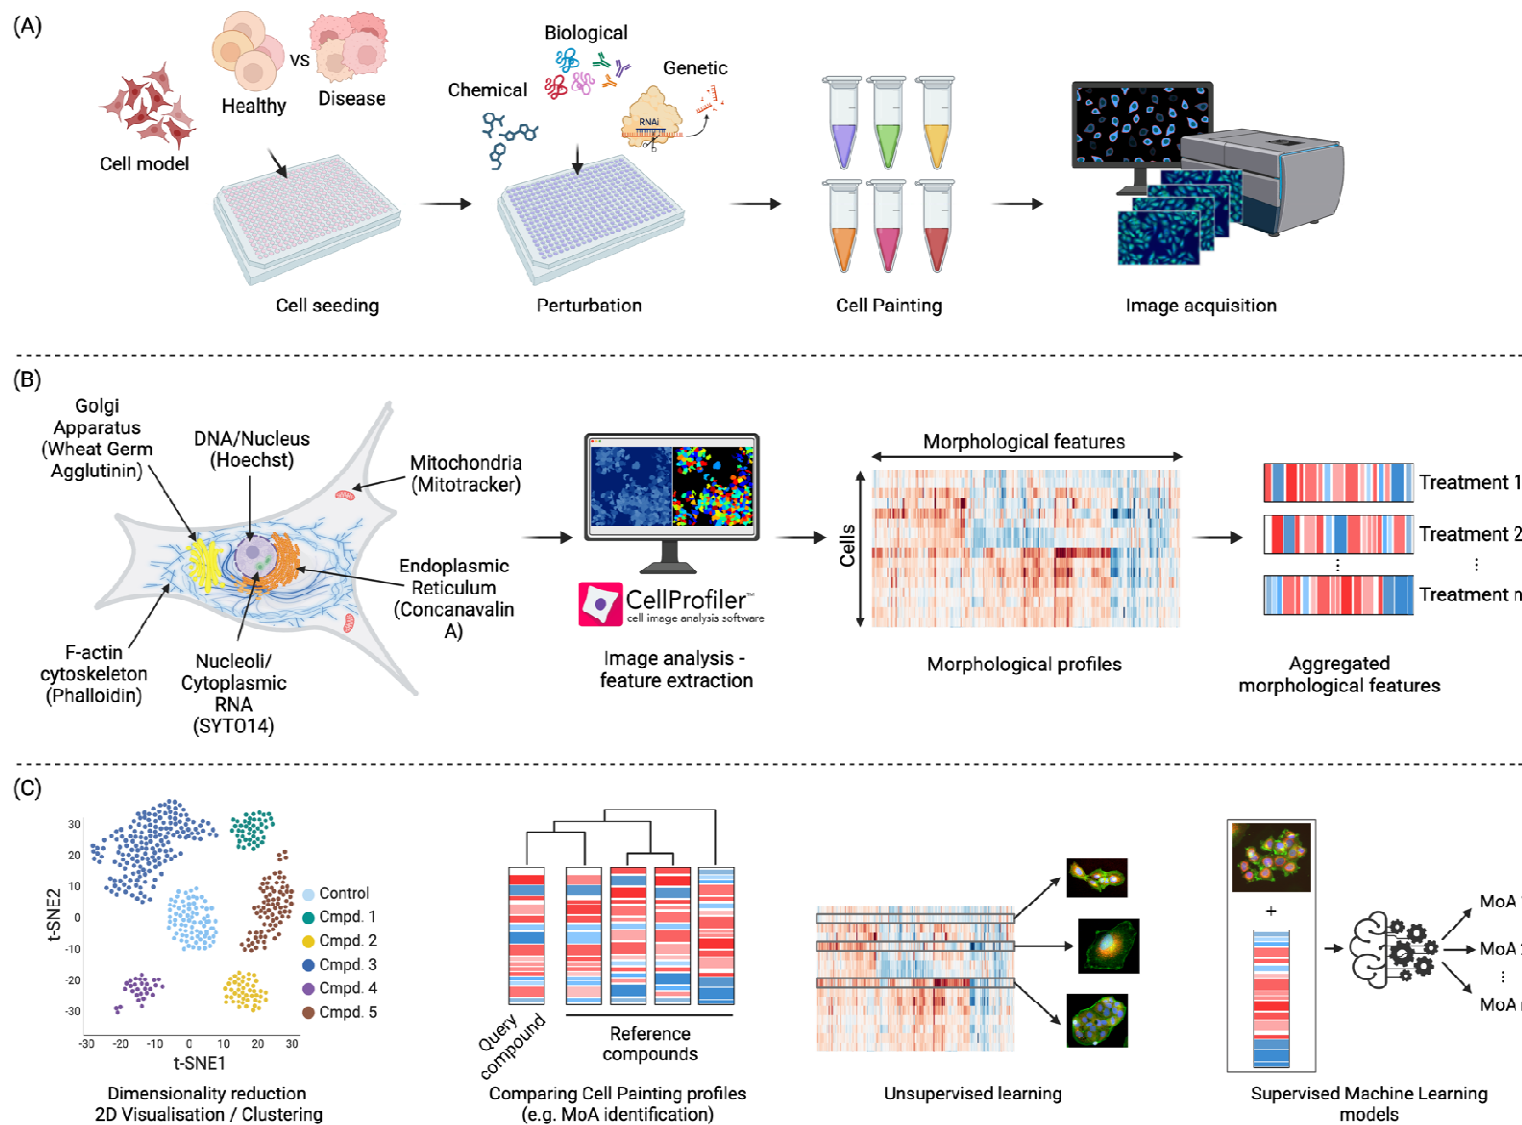 (A)
Healthy
vs
Disease
Cell model
Chemical
Biological
Genetic
RNAi
Cell seeding
Perturbation
Cell Painting
Image acquisition
(B)
Golgi
Apparatus
(Wheat Germ
Agglutinin)
DNA/Nucleus
(Hoechst)
Mitochondria
(Mitotracker)
Endoplasmic
Reticulum
(Concanavalin
A)
F-actin
cytoskeleton
(Phalloidin)
Nucleoli/
Cytoplasmic
RNA
(SYTO14)
CellProfiler™
cell image analysis software
Image analysis -
feature extraction
Morphological features
Cells
Morphological profiles
Treatment 1
Treatment 2
⋮ ⋮
Treatment n
Aggregated
morphological features
(C)
t-SNE2
30
20
10
0
-10
-20
-30
-30 -20 -10 0 10 20 30
t-SNE1
Control
Cmpd. 1
Cmpd. 2
Cmpd. 3
Cmpd. 4
Cmpd. 5
Dimensionality reduction
2D Visualisation / Clustering
Query
compound
Reference
compounds
Comparing Cell Painting profiles
(e.g. MoA identification)
Unsupervised learning
+
MoA
MoA
⋮
MoA
Supervised Machine Learning
models